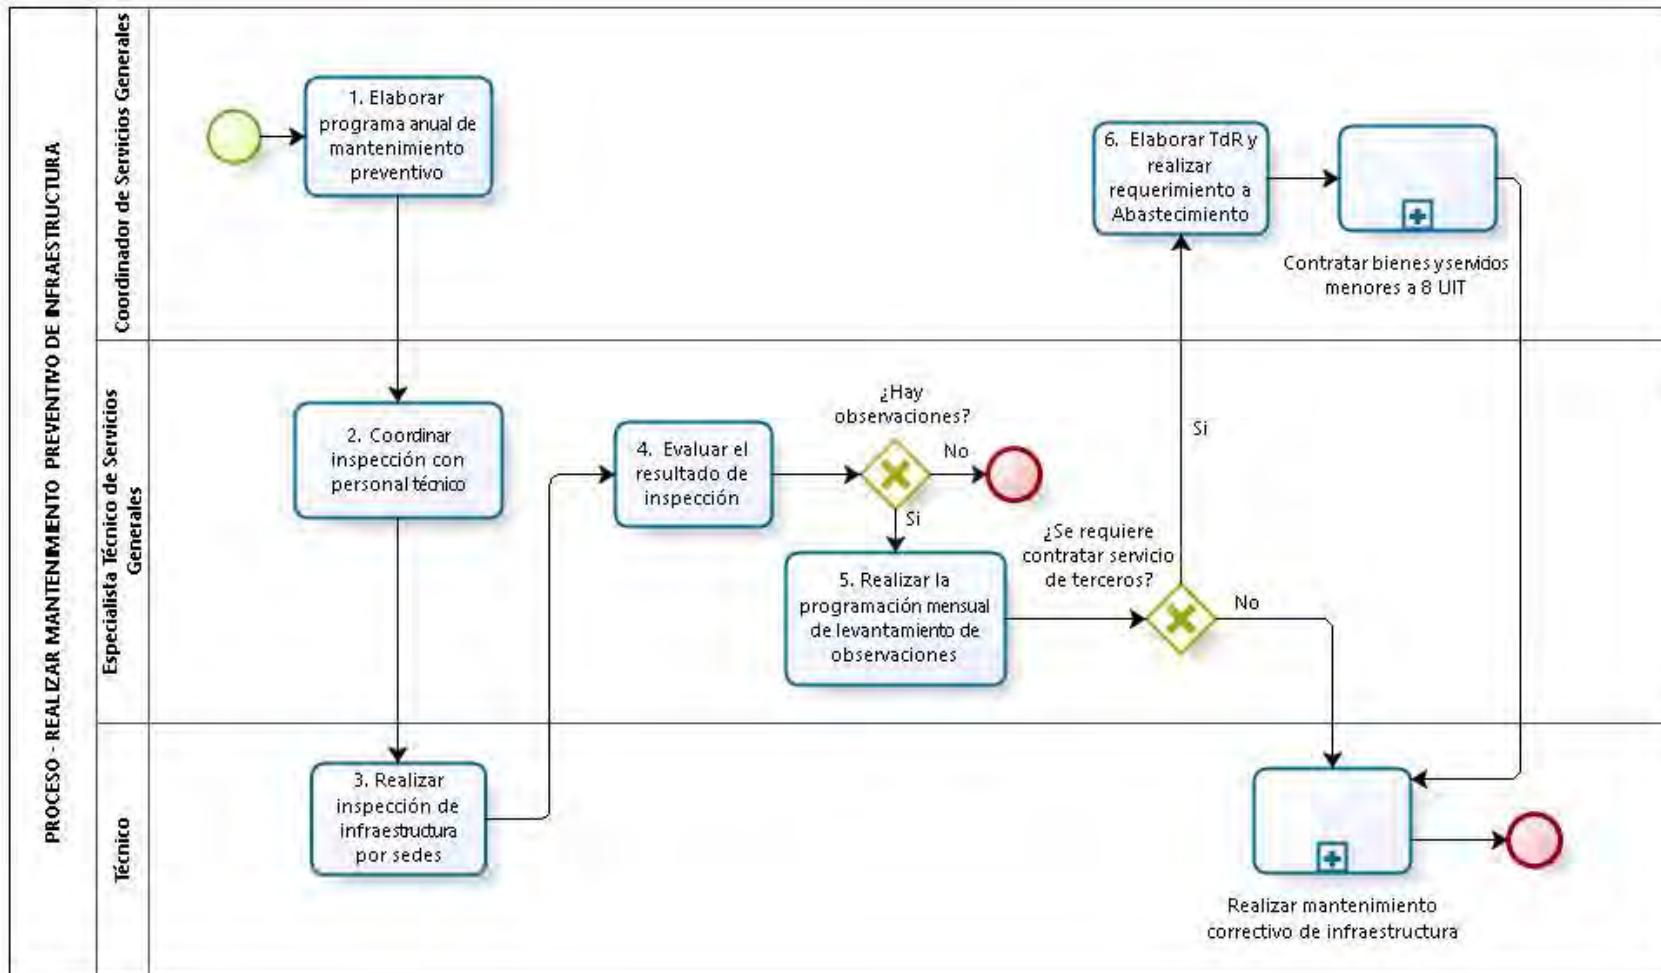 PROCESO - REALIZAR MANTENIMIENTO PREVENTIVO DE INFRAESTRUCTURA
Coordinador de Servicios Generales
1. Elaborar
programa anual de
mantenimiento
preventivo
6. Elaborar TdR y
realizar
requerimiento a
Abastecimiento
Contratar bienes y servicios
menores a 8 UIT
Especialista Técnico de Servicios
Generales
2. Coordinar
inspección con
personal técnico
4. Evaluar el
resultado de
inspección
¿Hay
observaciones?
No
Si
5. Realizar la
programación mensual
de levantamiento de
observaciones
¿Se requiere
contratar servicio
de terceros?
Si
No
Técnico
3. Realizar
inspección de
infraestructura
por sedes
Realizar mantenimiento
correctivo de infraestructura